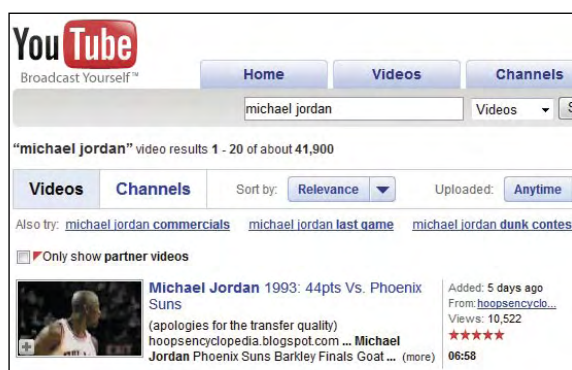 YouTube
Broadcast Yourself™
Home Videos Channels
michael jordan Videos
"michael jordan" video results 1 - 20 of about 41,900
Videos Channels Sort by: Relevance Uploaded: Anytime
Also try: michael jordan commercials michael jordan last game michael jordan dunk contes
Only show partner videos
Michael Jordan 1993: 44pts Vs. Phoenix
Suns
(apologies for the transfer quality)
hoopsencyclopedia.blogspot.com ... Michael
Jordan Phoenix Suns Barkley Finals Goat ... (more)
Added: 5 days ago
From: hoopsencyclo...
Views: 10,522
06:58